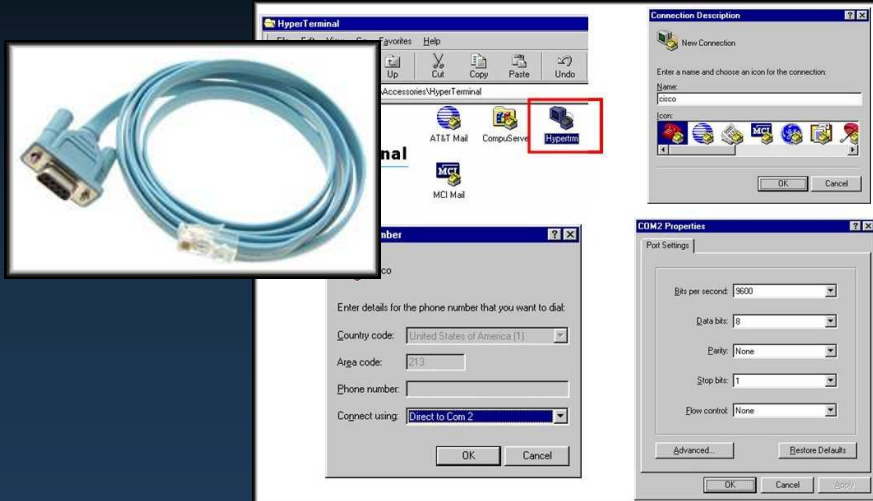 HyperTerminal
Favorites Help
Up Cut Copy Paste Undo
\Accessories\HyperTerminal
AT&T Mail CompuServe Hypertrm
nal
MCI
MCI Mail
Connection Description
New Connection
Enter a name and choose an icon for the connection:
Name:
cisco
Icon:
MCI
OK Cancel
mber
co
Enter details for the phone number that you want to dial:
Country code: United States of America (1)
Area code: 213
Phone number:
Connect using: Direct to Com 2
OK Cancel
COM2 Properties
Port Settings
Bits per second: 9600
Data bits: 8
Parity: None
Stop bits: 1
Flow control: None
Advanced... Restore Defaults
OK Cancel Apply